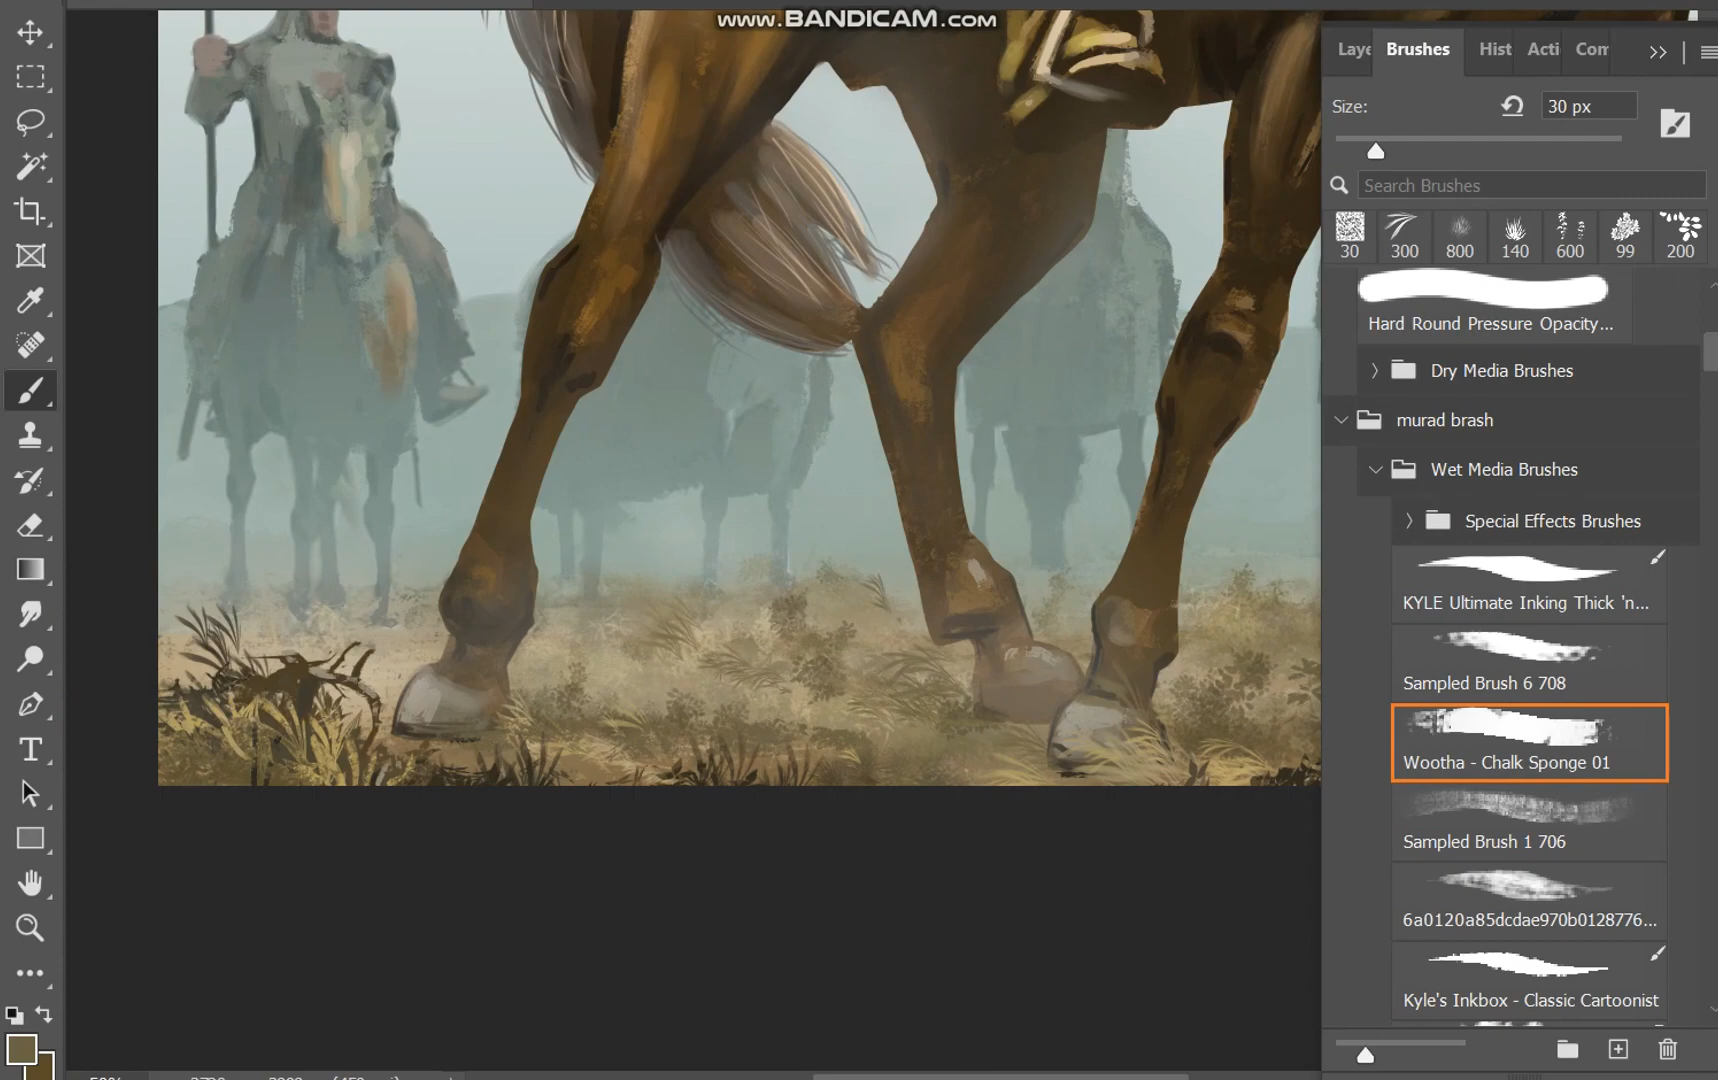 www.BANDICAM.com
Laye Brushes Hist Acti Con
Size: 30 px
Search Brushes
30 300 800 140 600 99 200
Hard Round Pressure Opacity...
Dry Media Brushes
murad brash
Wet Media Brushes
Special Effects Brushes
KYLE Ultimate Inking Thick 'n...
Sampled Brush 6 708
Wootha - Chalk Sponge 01
Sampled Brush 1 706
6a0120a85dcdae970b0128776...
Kyle's Inkbox - Classic Cartoonist